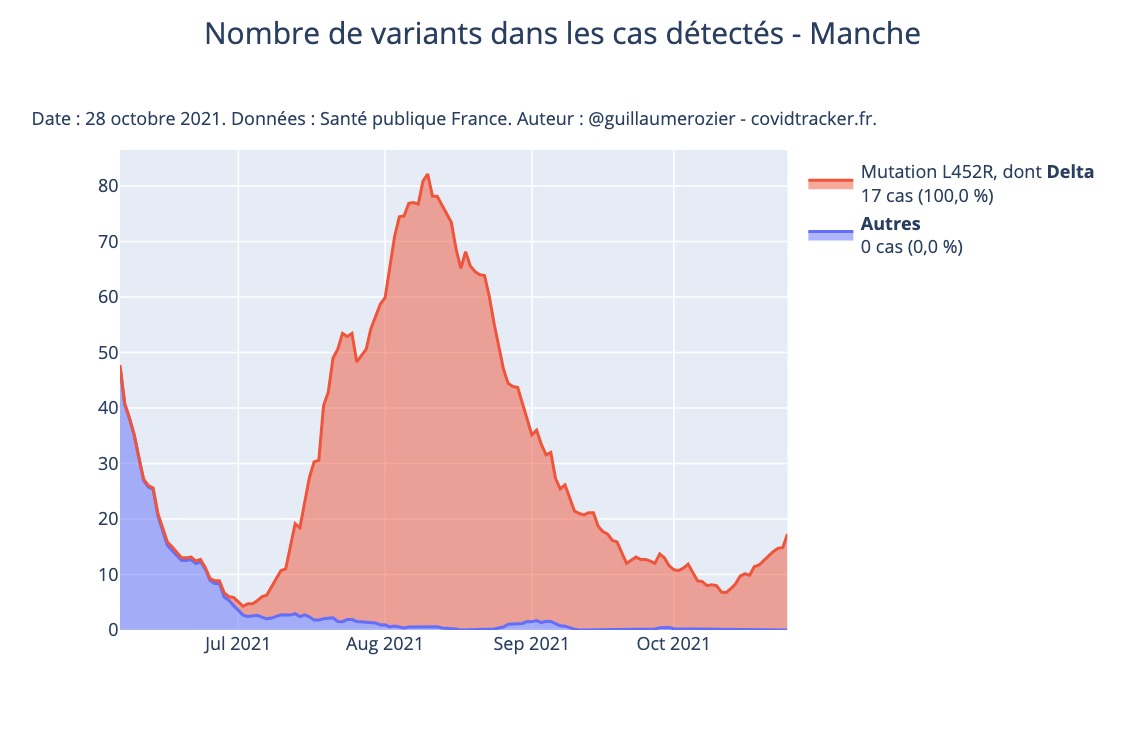 Nombre de variants dans les cas détectés - Manche
Date : 28 octobre 2021. Données : Santé publique France. Auteur : @guillaumerozier - covidtracker.fr.
Mutation L452R, dont Delta
17 cas (100,0 %)
Autres
0 cas (0,0 %)
80
70
60
50
40
30
20
10
0
Jul 2021
Aug 2021
Sep 2021
Oct 2021